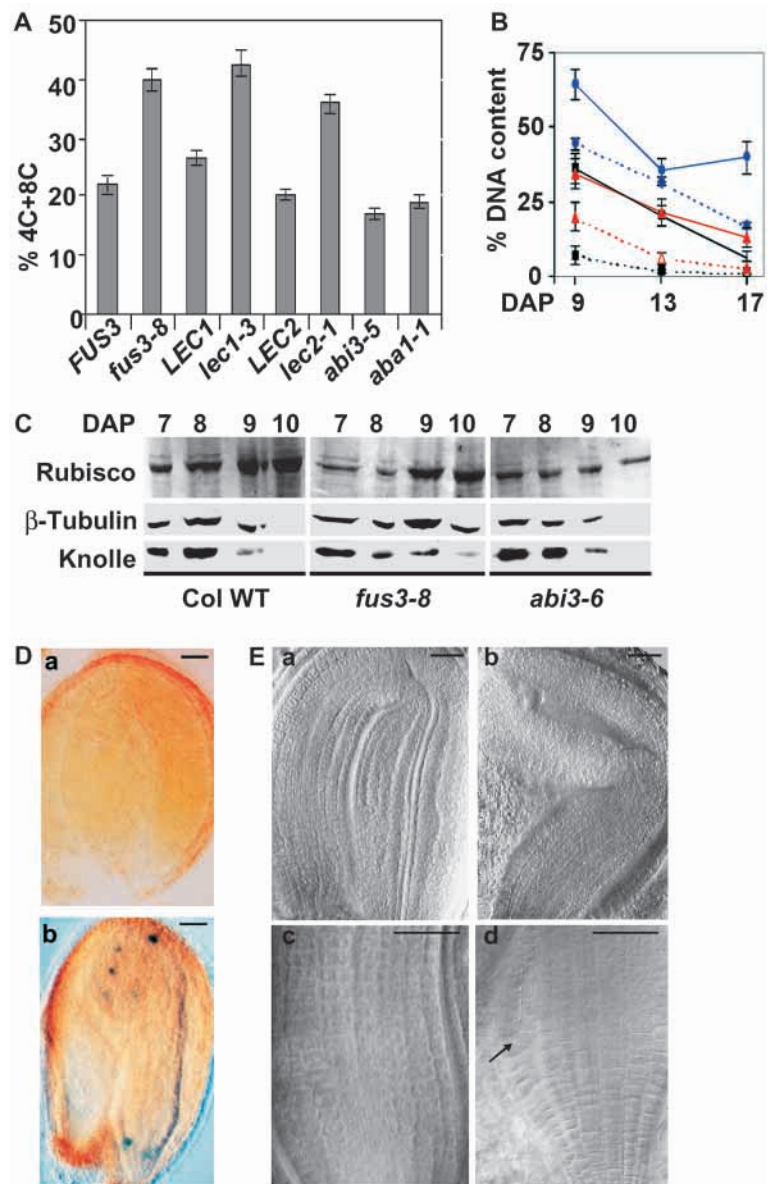 A
50
40
30
20
10
0
% 4C+8C
FUS3 fus3-8 LEC1 lec1-3 LEC2 lec2-1 abi3-5 aba1-1
B
75
50
25
0
% DNA content
DAP 9 13 17
C DAP 7 8 9 10 7 8 9 10 7 8 9 10
Rubisco
β-Tubulin
Knolle
Col WT fus3-8 abi3-6
D a
b
E a b
c d